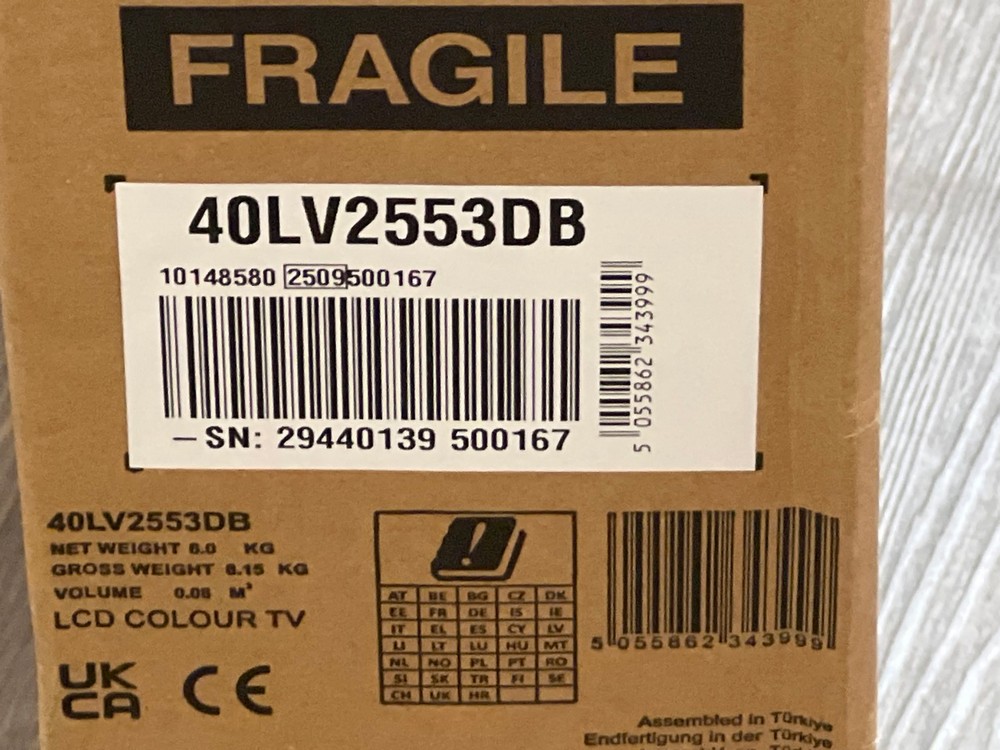 FRAGILE
40LV2553DB
10148580 2509500167
5 055862 343999
– SN: 29440139 500167
40LV2553DB
NET WEIGHT 6.0 KG
GROSS WEIGHT 8.15 KG
VOLUME 0.08 M³
LCD COLOUR TV
UK
CA CE
AT BE BG CZ DK
EE FR DE IS IE
IT EL ES CY LV
LI LT LU HU MT
NL NO PL PT RO
SI SK TR FI SE
CH UK HR
5 055862 343999
Assembled in Türkiye
Endfertigung in der Türkiye